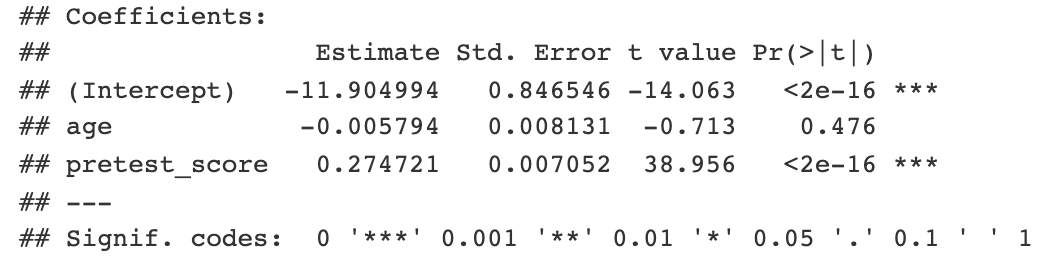 ## Coefficients:
##                 Estimate Std. Error t value Pr(>|t|)
## (Intercept)   -11.904994   0.846546 -14.063   <2e-16 ***
## age            -0.005794   0.008131  -0.713    0.476
## pretest_score   0.274721   0.007052  38.956   <2e-16 ***
## ---
## Signif. codes:  0 '***' 0.001 '**' 0.01 '*' 0.05 '.' 0.1 ' ' 1